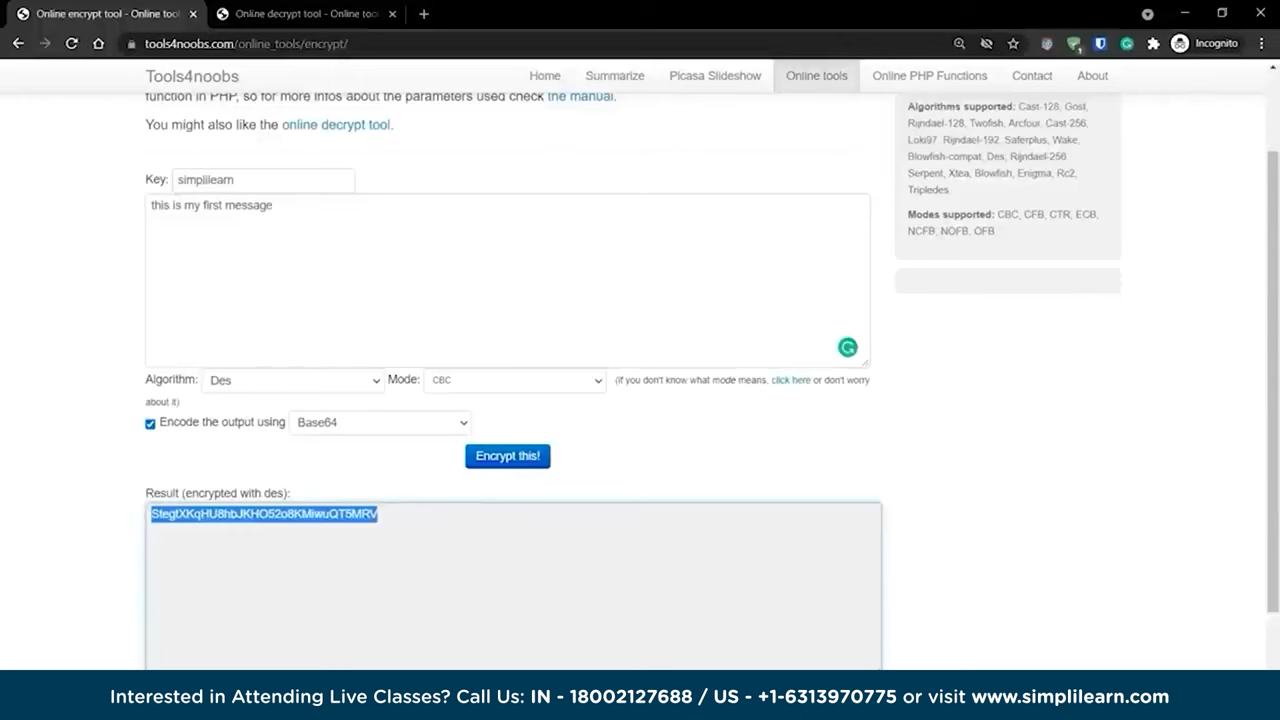 Online encrypt tool - Online tool
Online decrypt tool - Online too
tools4noobs.com/online_tools/encrypt/
Incognito
Tools4noobs
Home
Summarize
Picasa Slideshow
Online tools
Online PHP Functions
Contact
About
function in PHP, so for more infos about the parameters used check the manual.
You might also like the online decrypt tool.
Key: simplilearn
this is my first message
Algorithm: Des
Mode: CBC
(if you don't know what mode means, click here or don't worry
about it)
Encode the output using Base64
Encrypt this!
Result (encrypted with des):
StegtXKqHU8hbJKHO52o8KMiwuQT5MRV
Algorithms supported: Cast-128, Gost,
Rijndael-128, Twofish, Arcfour, Cast-256,
Loki97, Rijndael-192, Saferplus, Wake,
Blowfish-compat, Des, Rijndael-256
Serpent, Xtea, Blowfish, Enigma, Rc2,
Tripledes
Modes supported: CBC, CFB, CTR, ECB,
NCFB, NOFB, OFB
Interested in Attending Live Classes? Call Us: IN - 18002127688 / US - +1-6313970775 or visit www.simplilearn.com